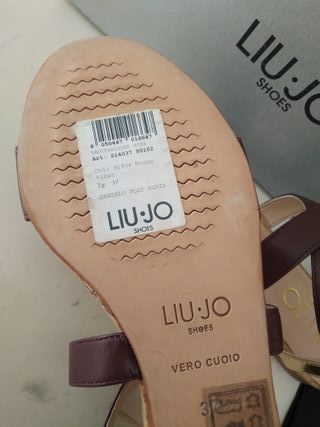 LIU·JO
SHOES
8 050447 016647
Art: S14037 P0102
Tg 37
SANDALO FLAT AGATA
LIU·JO
SHOES
LIU·JO
SHOES
VERO CUOIO
37